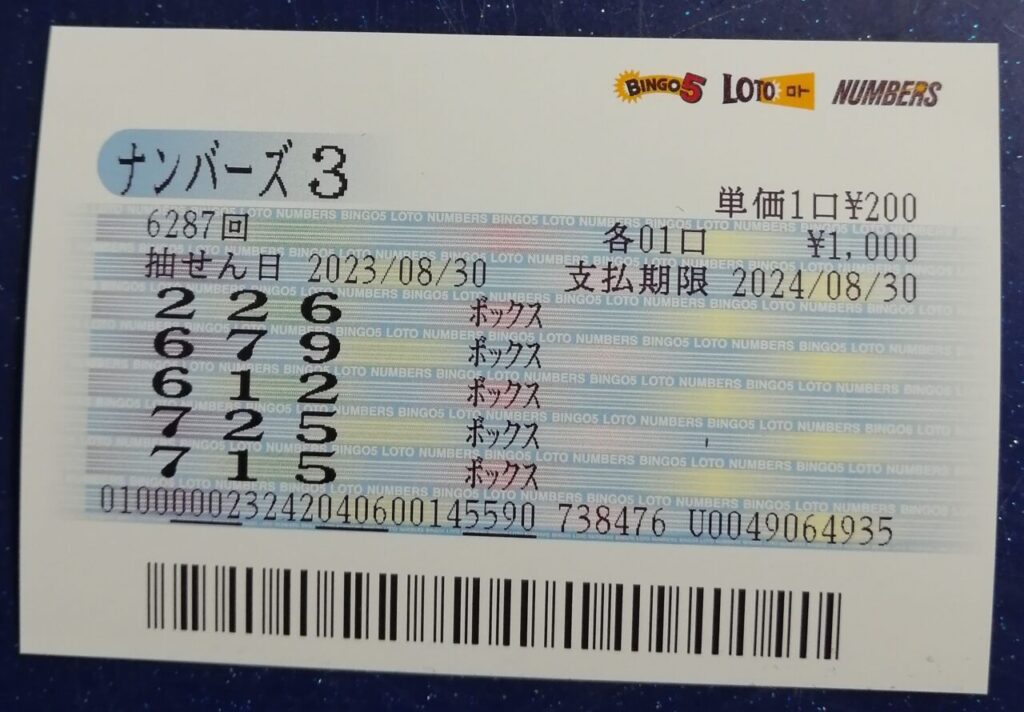 BINGO5 LOTO ロト NUMBERS
ナンバーズ3
単価1口¥200
6287回 各01口 ¥1,000
抽せん日 2023/08/30 支払期限 2024/08/30
2 2 6 ボックス
6 7 9 ボックス
6 1 2 ボックス
7 2 5 ボックス
7 1 5 ボックス
010000023242040600145590 738476 U0049064935